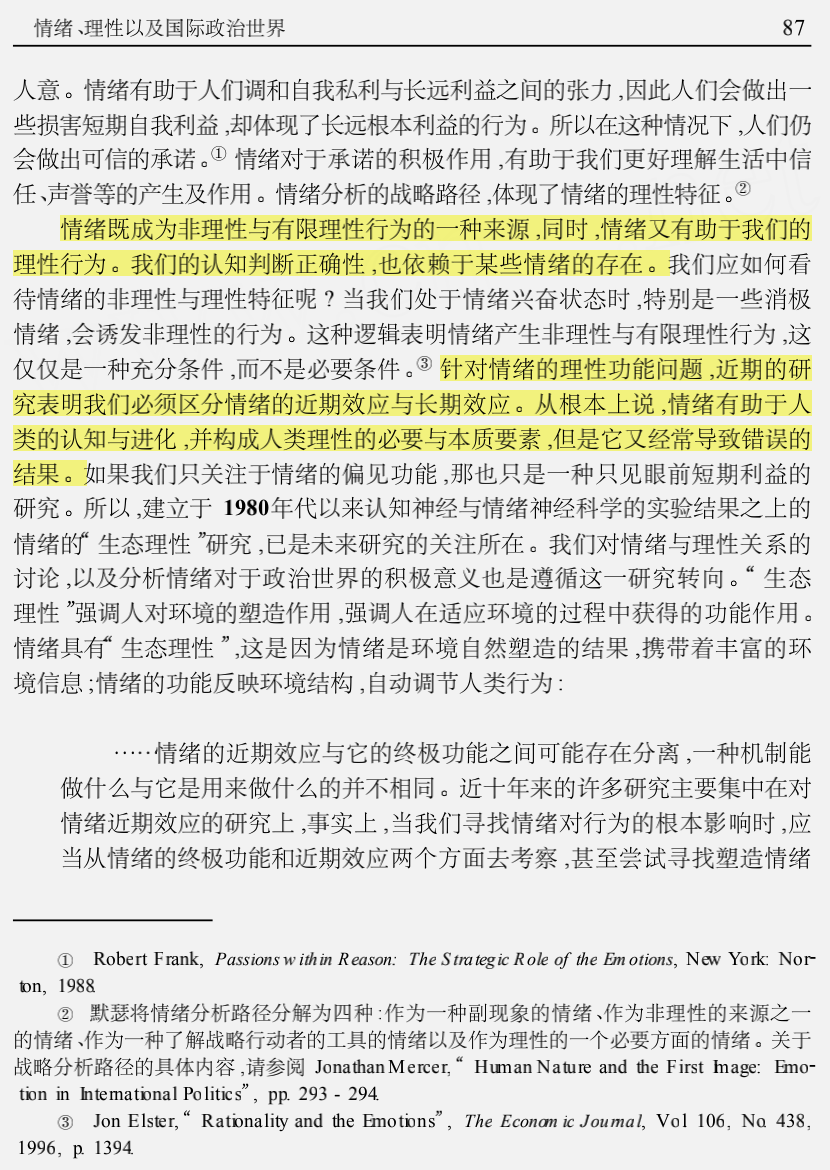 情绪、理性以及国际政治世界 87
人意。情绪有助于人们调和自我私利与长远利益之间的张力,因此人们会做出一
些损害短期自我利益,却体现了长远根本利益的行为。所以在这种情况下,人们仍
会做出可信的承诺。① 情绪对于承诺的积极作用,有助于我们更好理解生活中信
任、声誉等的产生及作用。情绪分析的战略路径,体现了情绪的理性特征。②
情绪既成为非理性与有限理性行为的一种来源,同时,情绪又有助于我们的
理性行为。我们的认知判断正确性,也依赖于某些情绪的存在。我们应如何看
待情绪的非理性与理性特征呢?当我们处于情绪兴奋状态时,特别是一些消极
情绪,会诱发非理性的行为。这种逻辑表明情绪产生非理性与有限理性行为,这
仅仅是一种充分条件,而不是必要条件。③ 针对情绪的理性功能问题,近期的研
究表明我们必须区分情绪的近期效应与长期效应。从根本上说,情绪有助于人
类的认知与进化,并构成人类理性的必要与本质要素,但是它又经常导致错误的
结果。如果我们只关注于情绪的偏见功能,那也只是一种只见眼前短期利益的
研究。所以,建立于 1980年代以来认知神经与情绪神经科学的实验结果之上的
情绪的“生态理性”研究,已是未来研究的关注所在。我们对情绪与理性关系的
讨论,以及分析情绪对于政治世界的积极意义也是遵循这一研究转向。“生态
理性”强调人对环境的塑造作用,强调人在适应环境的过程中获得的功能作用。
情绪具有“生态理性”,这是因为情绪是环境自然塑造的结果,携带着丰富的环
境信息;情绪的功能反映环境结构,自动调节人类行为:
……情绪的近期效应与它的终极功能之间可能存在分离,一种机制能
做什么与它是用来做什么的并不相同。近十年来的许多研究主要集中在对
情绪近期效应的研究上,事实上,当我们寻找情绪对行为的根本影响时,应
当从情绪的终极功能和近期效应两个方面去考察,甚至尝试寻找塑造情绪
① Robert Frank, Passions within Reason: The Strategic Role of the Emotions, New York: Nor-
ton, 1988.
② 默瑟将情绪分析路径分解为四种:作为一种副现象的情绪、作为非理性的来源之一
的情绪、作为一种了解战略行动者的工具的情绪以及作为理性的一个必要方面的情绪。关于
战略分析路径的具体内容,请参阅 Jonathan Mercer, “Human Nature and the First Image: Emo-
tion in International Politics”, pp. 293 - 294.
③ Jon Elster, “Rationality and the Emotions”, The Economic Journal, Vol 106, No. 438,
1996, p. 1394.